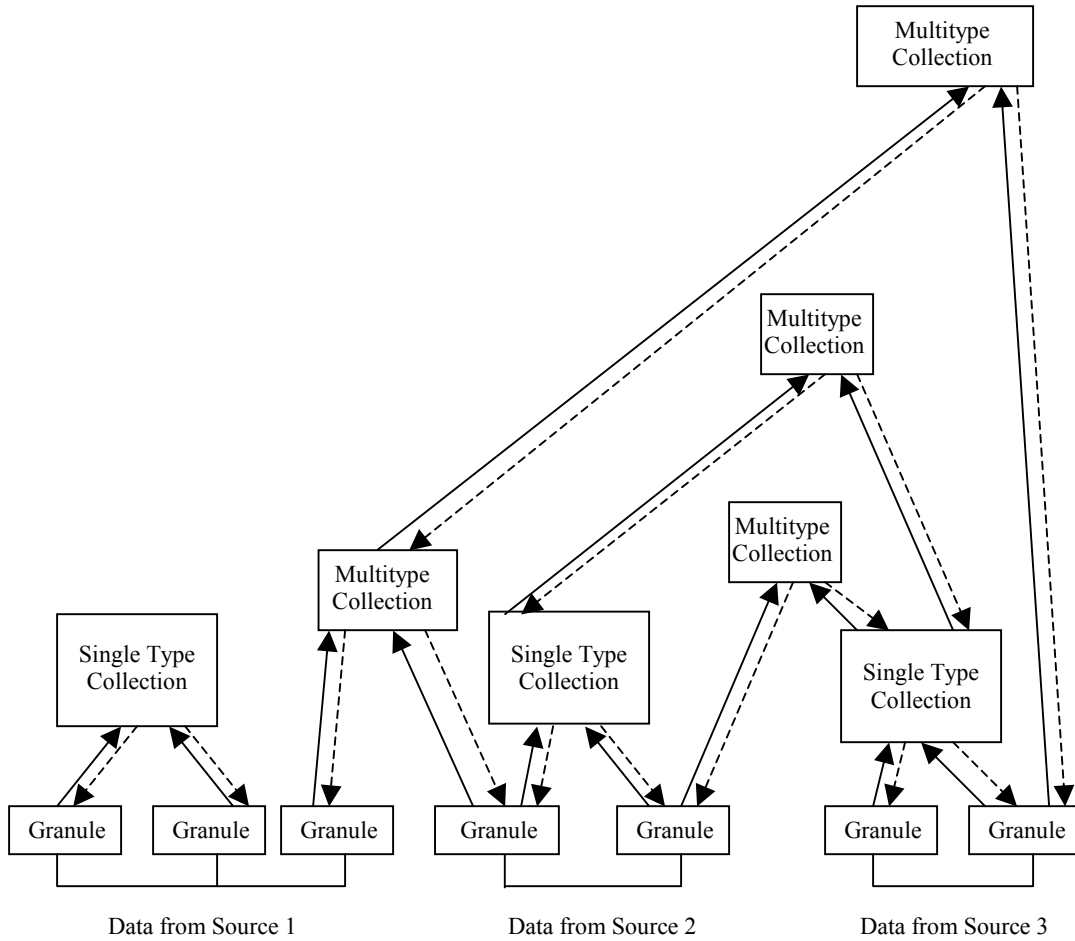 Multitype
Collection
Multitype
Collection
Multitype
Collection
Multitype
Collection
Single Type
Collection
Single Type
Collection
Single Type
Collection
Granule
Granule
Granule
Granule
Granule
Granule
Granule
Data from Source 1
Data from Source 2
Data from Source 3